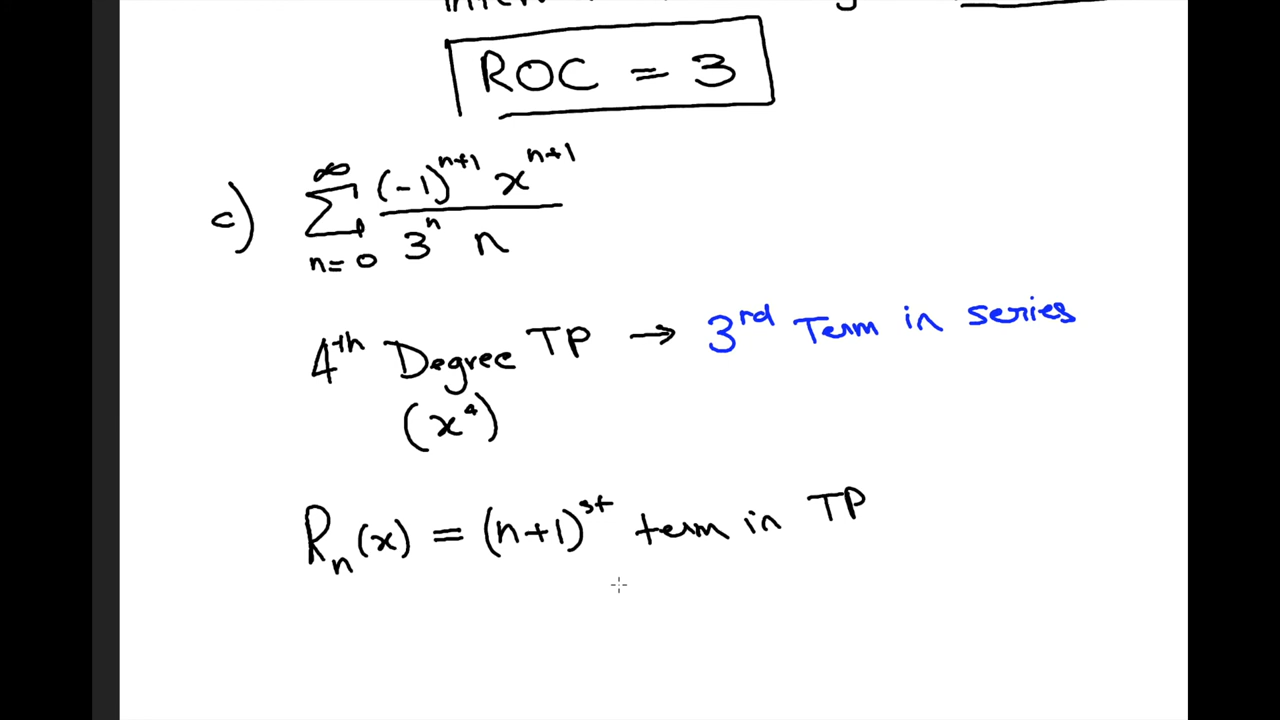 ROC = 3
c) ∞ Σ n=0 (-1)^{n+1} x^{n+1} / 3^n n
4th Degree TP → 3rd Term in series
(x^4)
R_n(x) = (n+1)^{st} term in TP